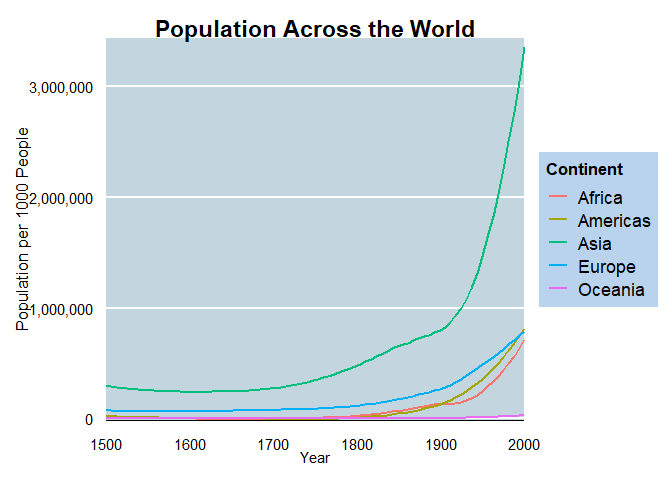 Population Across the World
Population per 1000 People
3,000,000
2,000,000
1,000,000
0
1500 1600 1700 1800 1900 2000
Year
Continent
Africa
Americas
Asia
Europe
Oceania